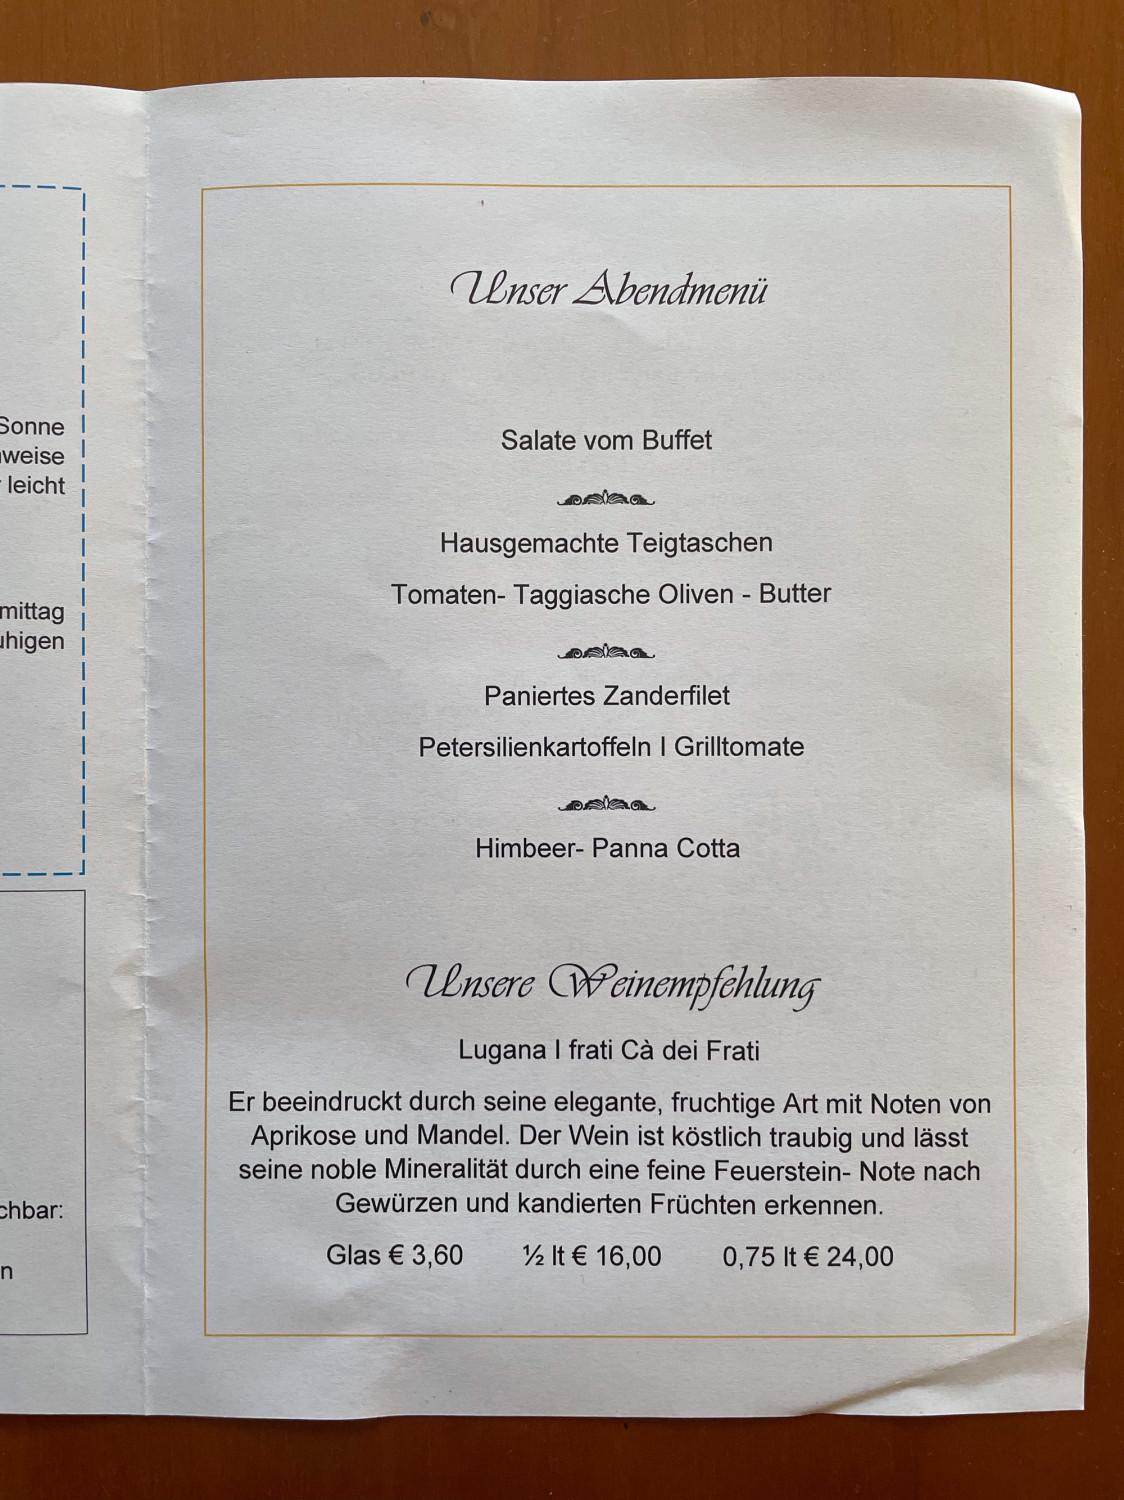 Sonne
leicht
mittag
Unser Abendmenü
Salate vom Buffet
Hausgemachte Teigtaschen
Tomaten- Taggiasche Oliven - Butter
Paniertes Zanderfilet
Petersilienkartoffeln I Grilltomate
Himbeer- Panna Cotta
Unsere Weinempfehlung
Lugana I frati Cà dei Frati
Er beeindruckt durch seine elegante, fruchtige Art mit Noten von
Aprikose und Mandel. Der Wein ist köstlich traubig und lässt
seine noble Mineralität durch eine feine Feuerstein- Note nach
Gewürzen und kandierten Früchten erkennen.
Glas € 3,60 ½ lt € 16,00 0,75 lt € 24,00